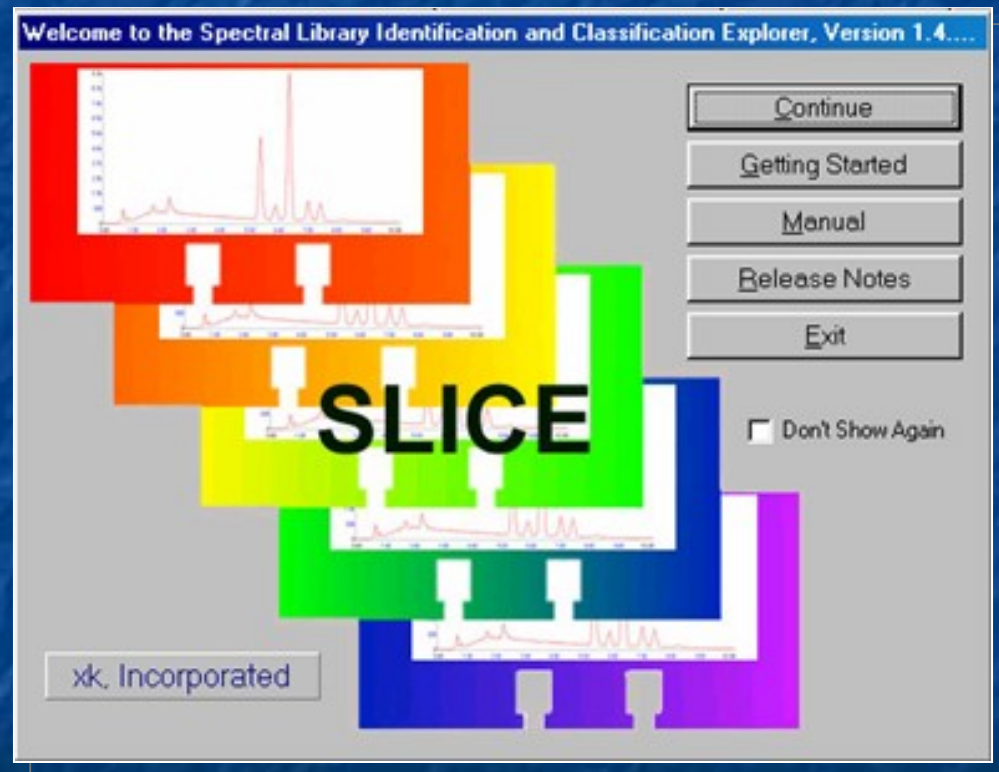 Welcome to the Spectral Library Identification and Classification Explorer, Version 1.4....
Continue
Getting Started
Manual
Release Notes
Exit
SLICE
Don't Show Again
xk, Incorporated